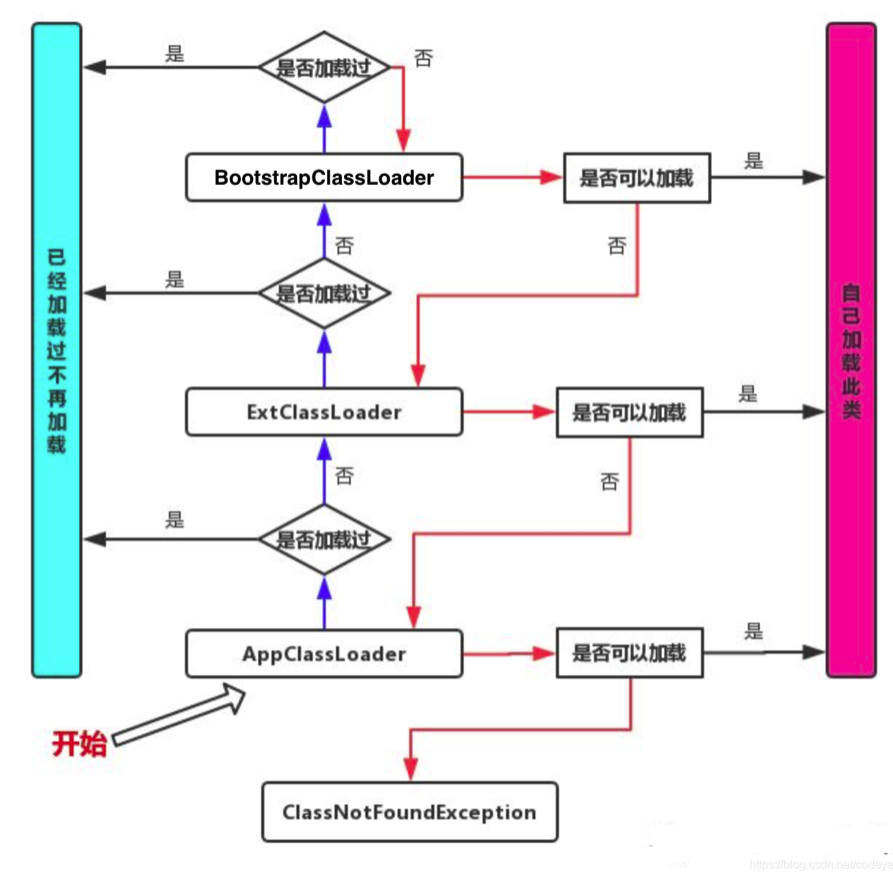 是
是否加载过
否
BootstrapClassLoader
是否可以加载
是
否
否
是
是否加载过
已经加载过不再加载
自己加载此类
ExtClassLoader
是否可以加载
是
否
否
是
是否加载过
AppClassLoader
是否可以加载
是
开始
ClassNotFoundException
https://blog.csdn.net/codeya